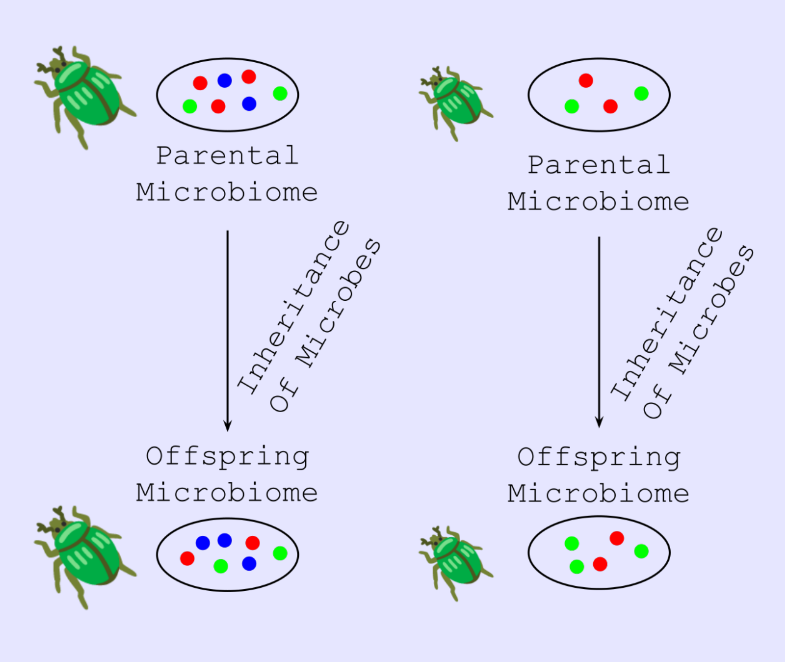 Parental
Microbiome
Parental
Microbiome
Inheritance
Of Microbes
Inheritance
Of Microbes
Offspring
Microbiome
Offspring
Microbiome